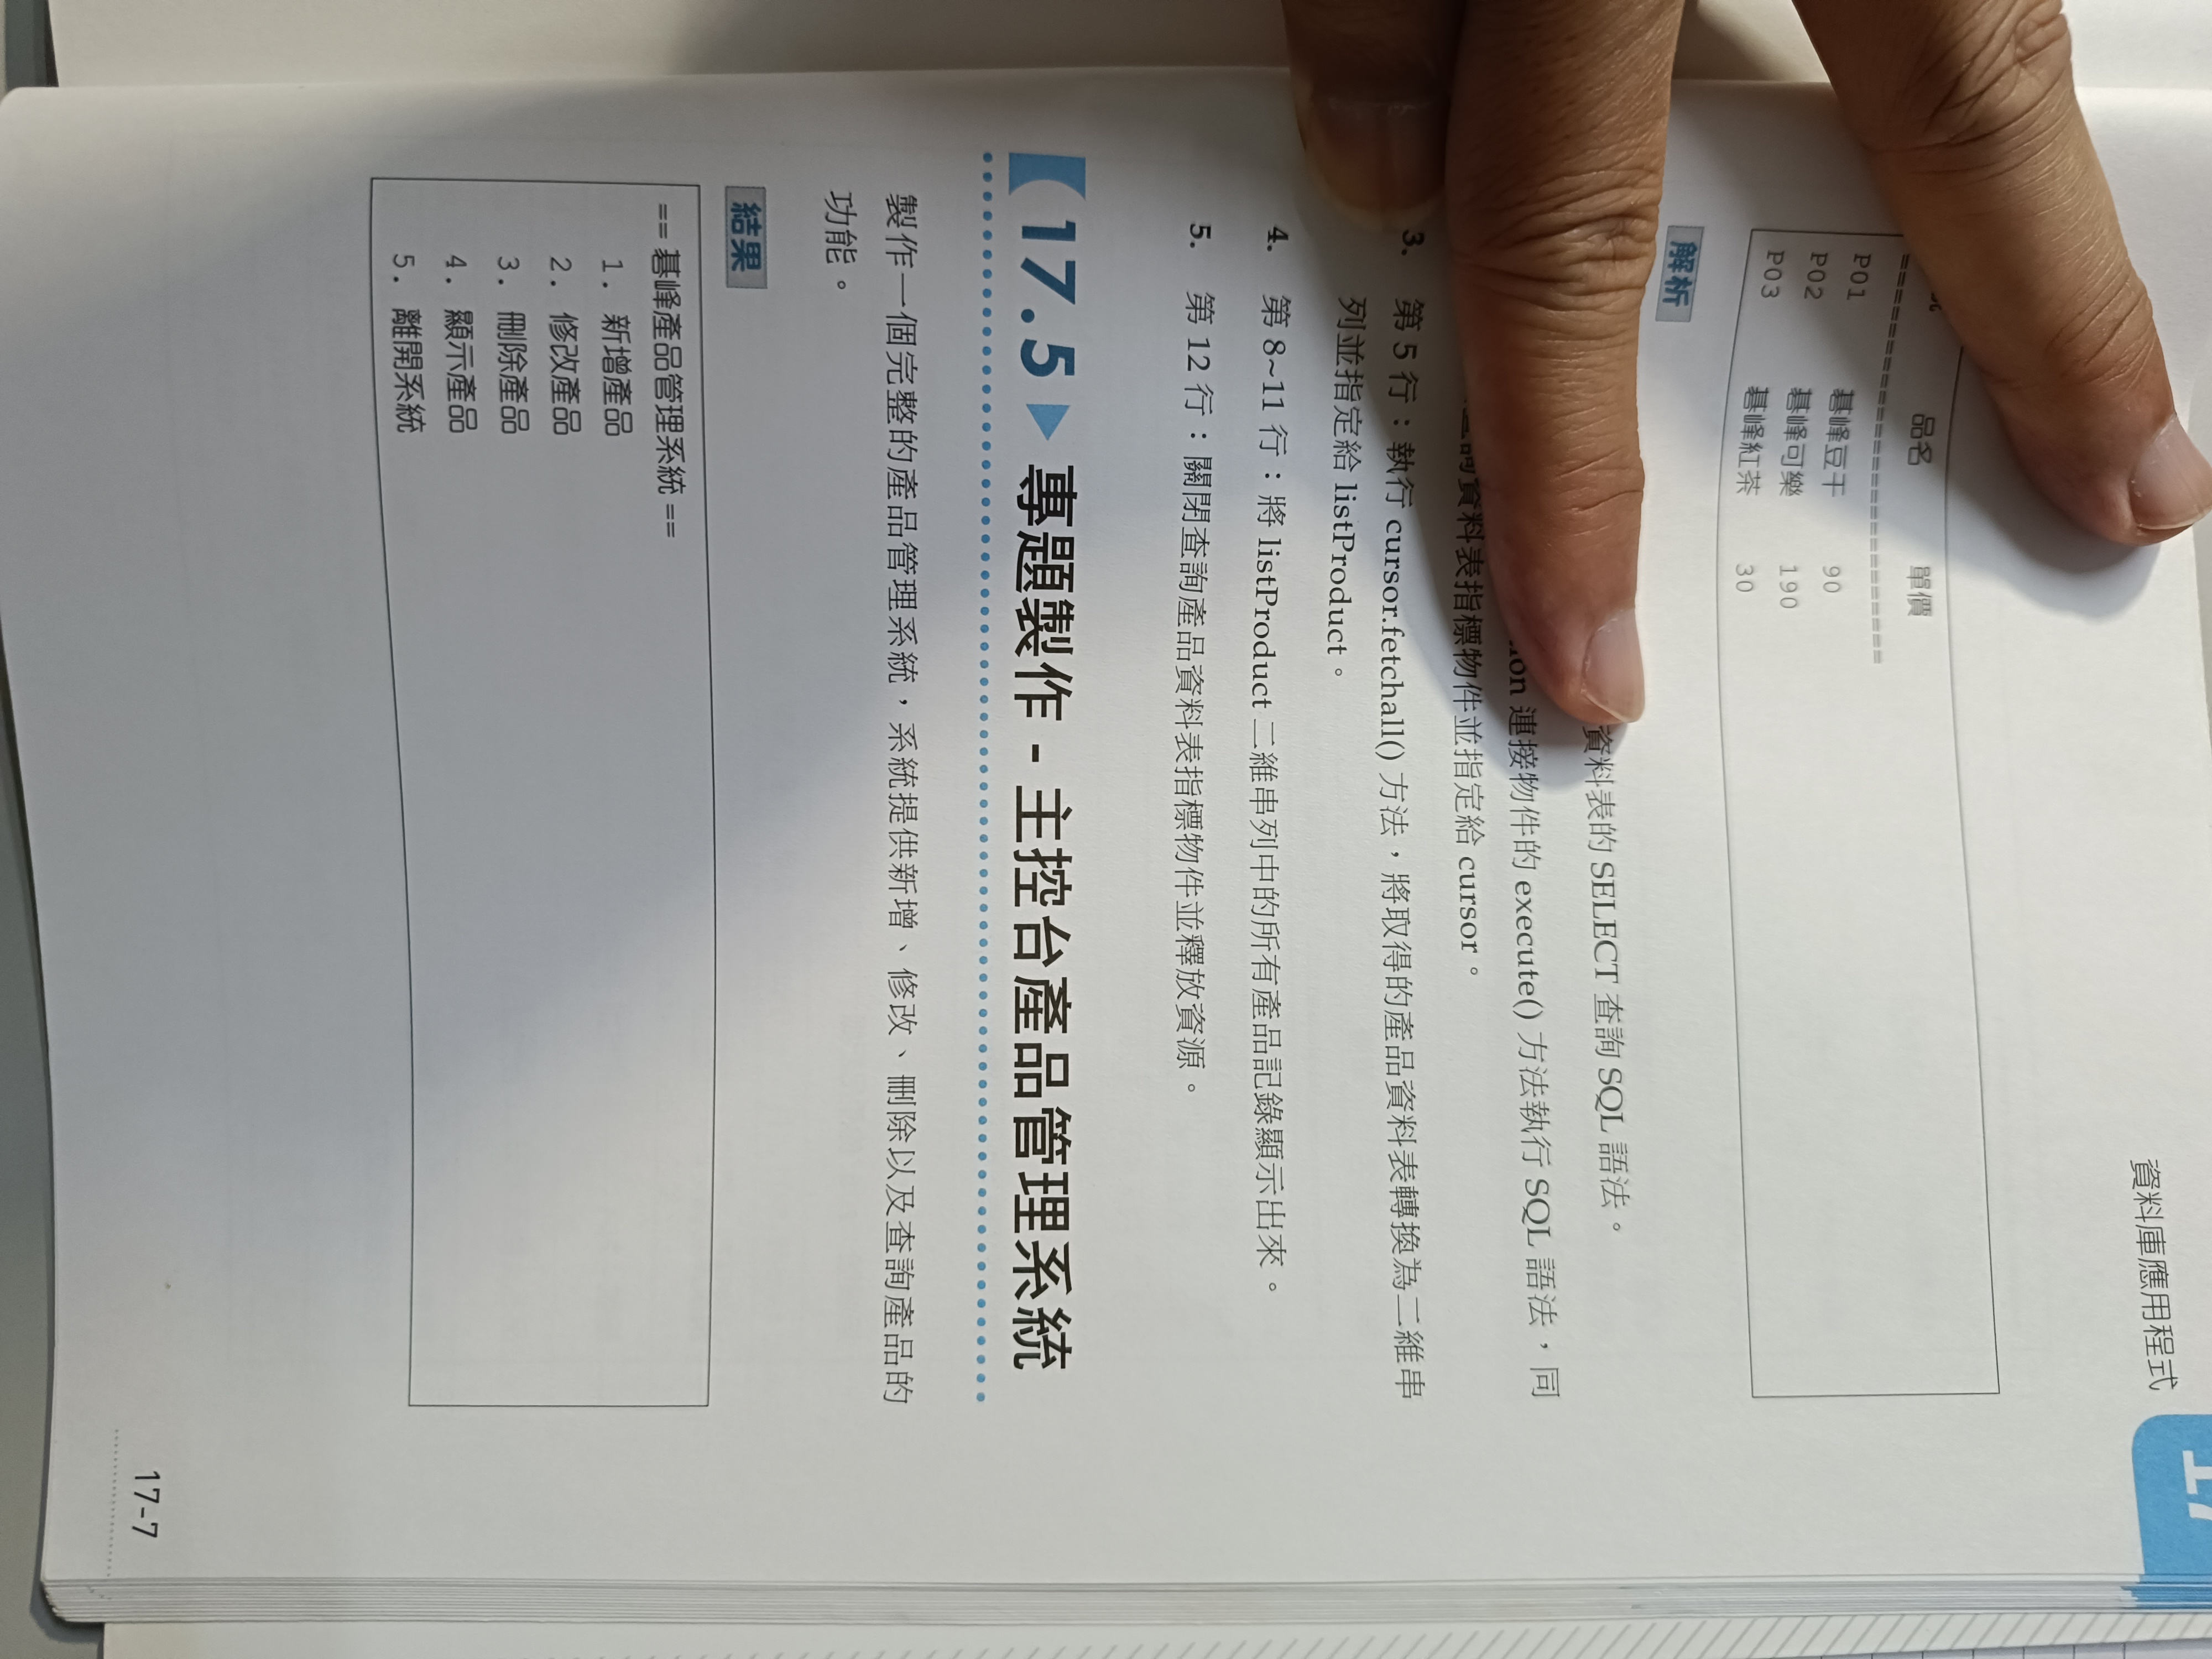 資料庫應用程式
品名 單價
========================
P01 碁峰豆干 90
P02 碁峰可樂 190
P03 碁峰紅茶 30
解析
資料表的 SELECT 查詢 SQL 語法。
連接物件的 execute() 方法執行 SQL 語法，同
查詢資料表指標物件並指定給 cursor。
3. 第 5 行：執行 cursor.fetchall() 方法，將取得的產品資料表轉換為二維串
列並指定給 listProduct。
4. 第 8~11 行：將 listProduct 二維串列中的所有產品記錄顯示出來。
5. 第 12 行：關閉查詢產品資料表指標物件並釋放資源。
17.5 專題製作 - 主控台產品管理系統
製作一個完整的產品管理系統，系統提供新增、修改、刪除以及查詢產品的
功能。
結果
== 碁峰產品管理系統 ==
1. 新增產品
2. 修改產品
3. 刪除產品
4. 顯示產品
5. 離開系統
17-7